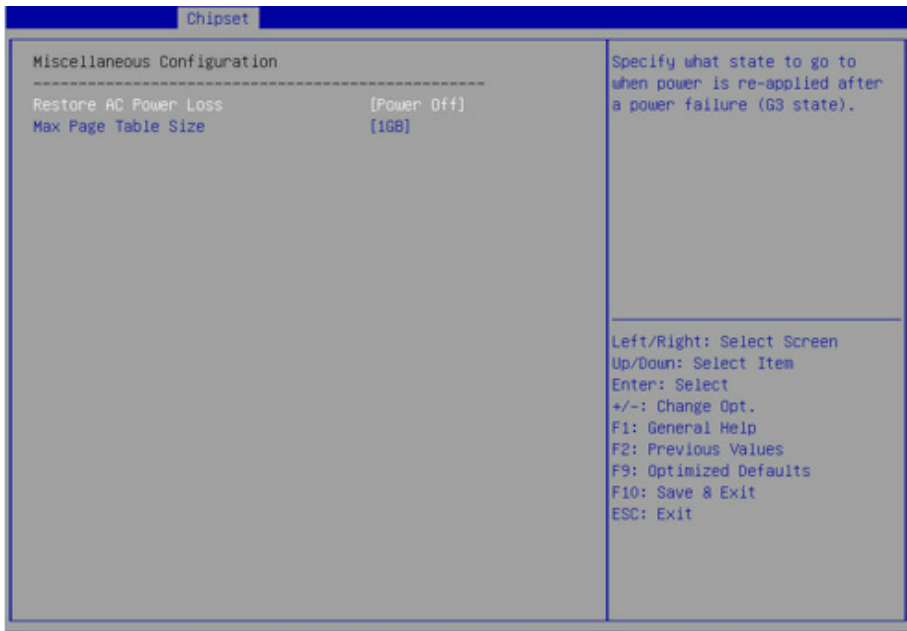 Chipset
Miscellaneous Configuration
--------------------------------------------------
Restore AC Power Loss [Power Off]
Max Page Table Size [1GB]
Specify what state to go to
when power is re-applied after
a power failure (G3 state).
Left/Right: Select Screen
Up/Down: Select Item
Enter: Select
+/-: Change Opt.
F1: General Help
F2: Previous Values
F9: Optimized Defaults
F10: Save & Exit
ESC: Exit